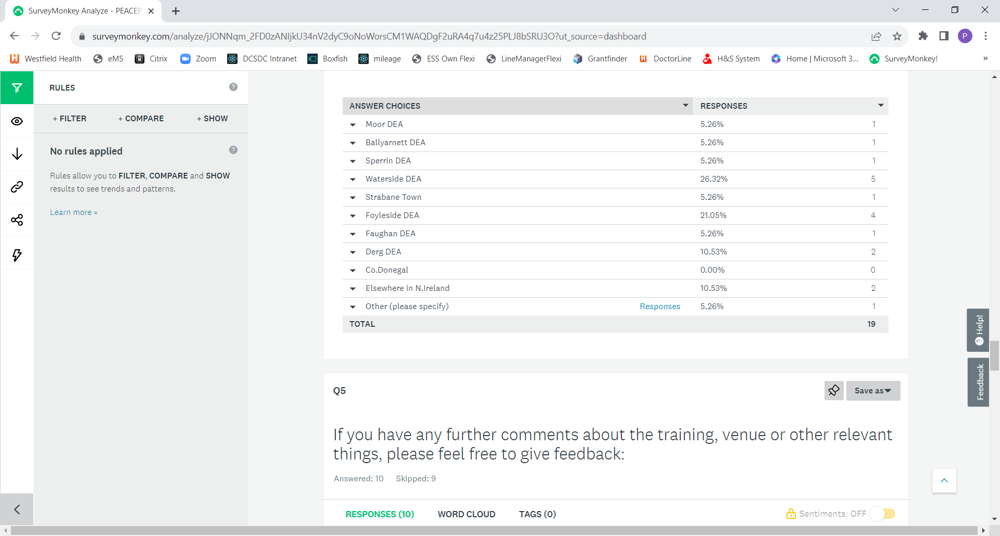 SurveyMonkey Analyze - PEACEP
surveymonkey.com/analyze/jJONNqm_2FD0zANIjkU34nV2dyC9oNoWorsCM1WAQDgF2uRA4q7u4z25PLJ8bSRU3O?ut_source=dashboard
P
Westfield Health eMS Citrix Zoom DCSDC Intranet Boxfish mileage ESS Own Flexi LineManagerFlexi Grantfinder DoctorLine H&S System Home | Microsoft 3... SurveyMonkey! »
RULES ?
+ FILTER + COMPARE + SHOW
No rules applied ?
Rules allow you to FILTER, COMPARE and SHOW
results to see trends and patterns.
Learn more »
ANSWER CHOICES RESPONSES
Moor DEA 5.26% 1
Ballyarnett DEA 5.26% 1
Sperrin DEA 5.26% 1
Waterside DEA 26.32% 5
Strabane Town 5.26% 1
Foyleside DEA 21.05% 4
Faughan DEA 5.26% 1
Derg DEA 10.53% 2
Co.Donegal 0.00% 0
Elsewhere in N.Ireland 10.53% 2
Other (please specify) Responses 5.26% 1
TOTAL 19
? Help!
Feedback
Q5
Save as
If you have any further comments about the training, venue or other relevant
things, please feel free to give feedback:
Answered: 10 Skipped: 9
RESPONSES (10) WORD CLOUD TAGS (0) Sentiments: OFF